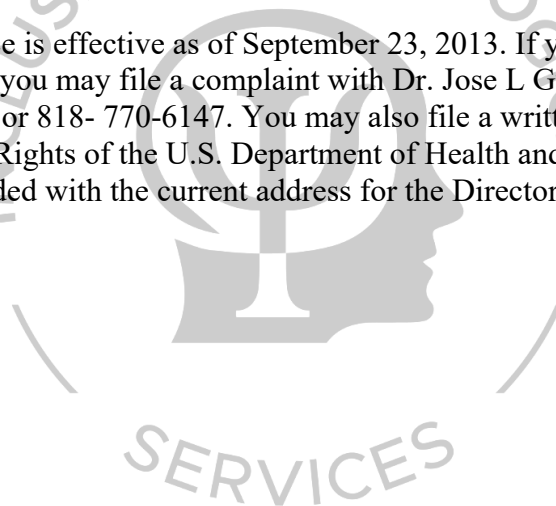 e is effective as of September 23, 2013. If y
you may file a complaint with Dr. Jose L G
or 818- 770-6147. You may also file a writt
Rights of the U.S. Department of Health and
ded with the current address for the Director
SERVICES